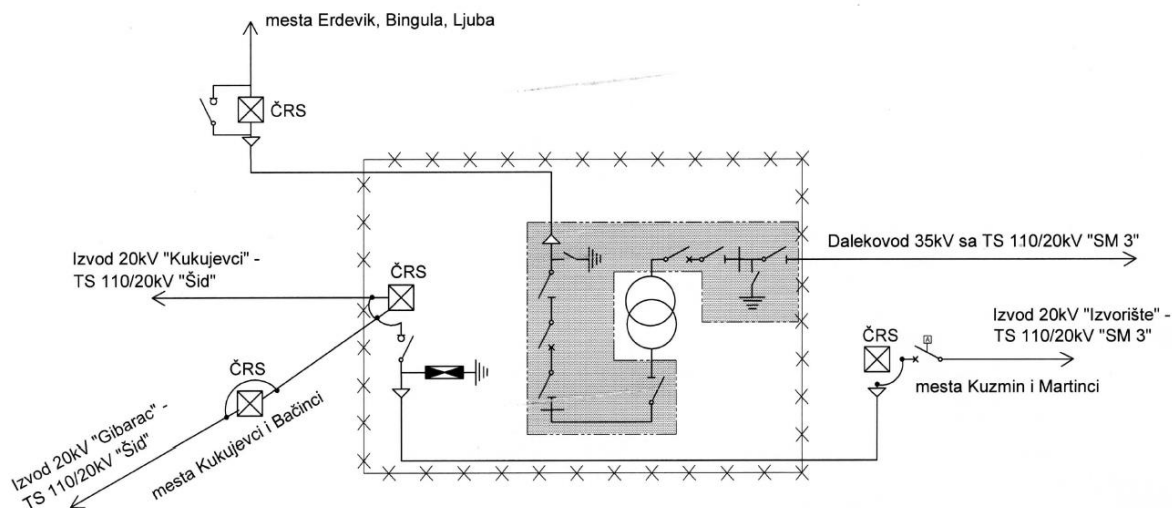 mesta Erdevik, Bingula, Ljuba
ČRS
Izvod 20kV "Kukujevci" -
TS 110/20kV "Šid"
ČRS
Dalekovod 35kV sa TS 110/20kV "SM 3"
Izvod 20kV "Izvorište" -
TS 110/20kV "SM 3"
ČRS
A
mesta Kuzmin i Martinci
ČRS
Izvod 20kV "Gibarac" -
TS 110/20kV "Šid"
mesta Kukujevci i Bačinci